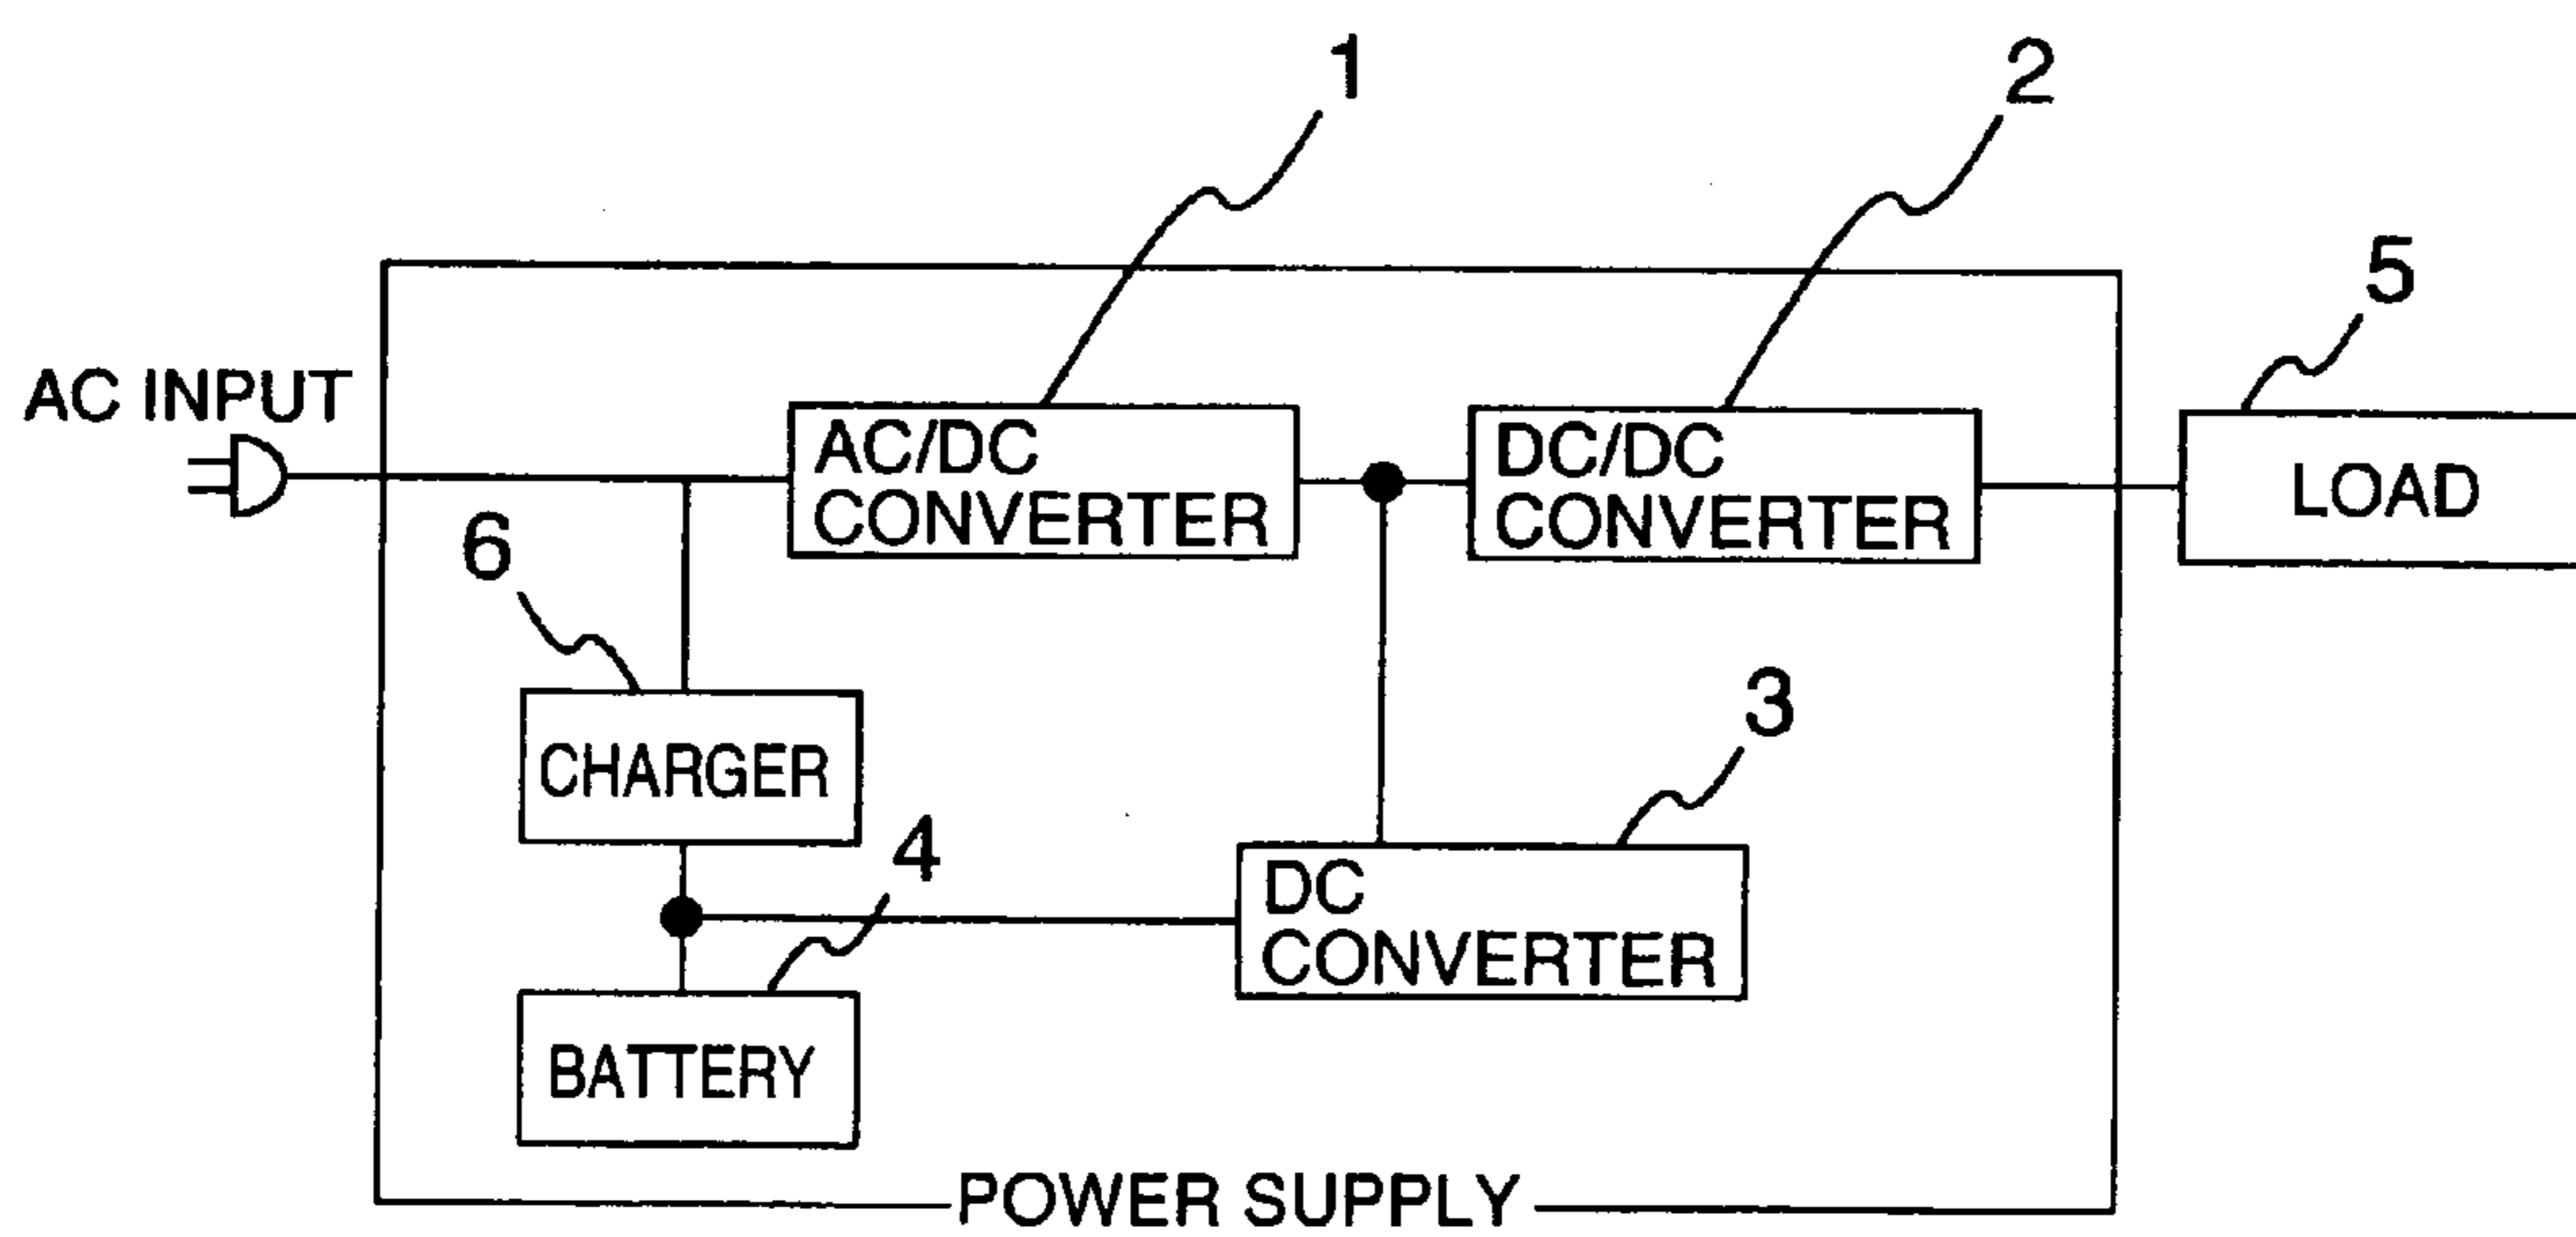 1
2
5
AC INPUT
AC/DC
CONVERTER
DC/DC
CONVERTER
LOAD
6
CHARGER
3
4
DC
CONVERTER
BATTERY
POWER SUPPLY